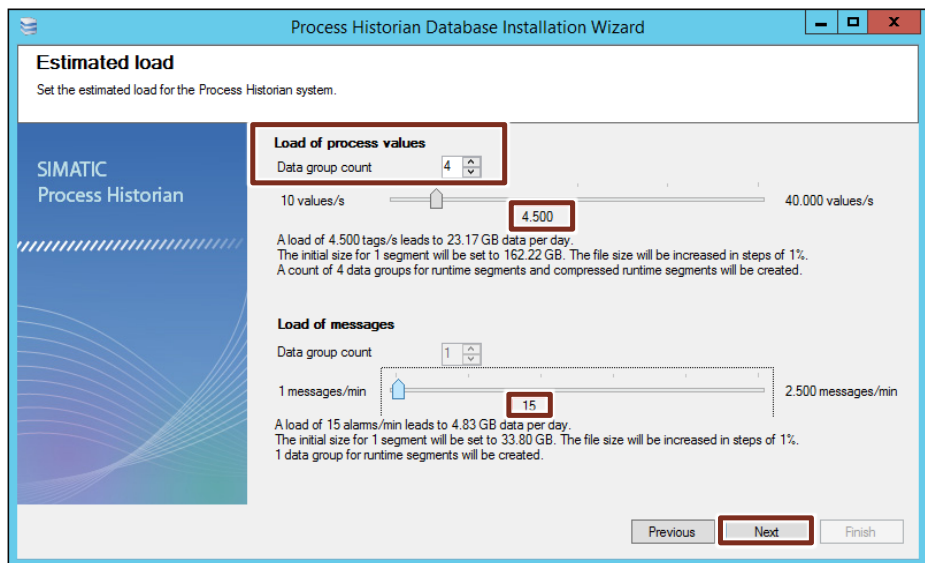 Process Historian Database Installation Wizard
Estimated load
Set the estimated load for the Process Historian system.
SIMATIC
Process Historian
Load of process values
Data group count 4
10 values/s 40.000 values/s
4.500
A load of 4.500 tags/s leads to 23.17 GB data per day.
The initial size for 1 segment will be set to 162.22 GB. The file size will be increased in steps of 1%.
A count of 4 data groups for runtime segments and compressed runtime segments will be created.
Load of messages
Data group count 1
1 messages/min 2.500 messages/min
15
A load of 15 alarms/min leads to 4.83 GB data per day.
The initial size for 1 segment will be set to 33.80 GB. The file size will be increased in steps of 1%.
1 data group for runtime segments will be created.
Previous Next Finish